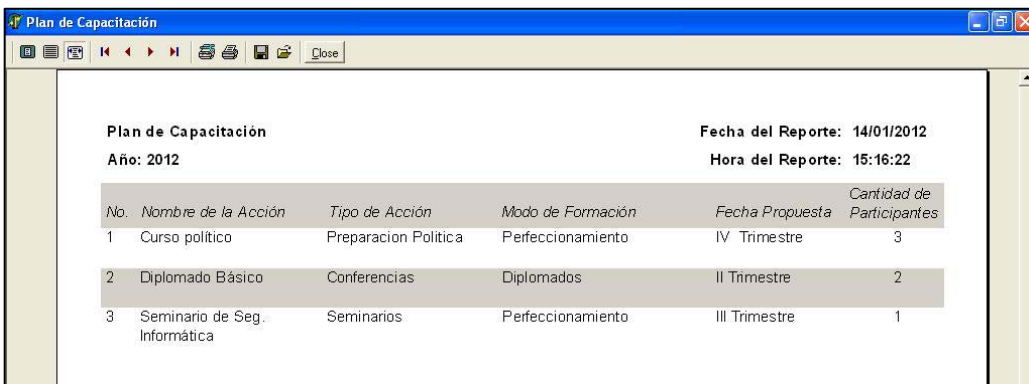 Plan de Capacitación
Close
Plan de Capacitación Fecha del Reporte: 14/01/2012
Año: 2012 Hora del Reporte: 15:16:22
No. Nombre de la Acción Tipo de Acción Modo de Formación Fecha Propuesta Cantidad de Participantes
1 Curso político Preparacion Politica Perfeccionamiento IV Trimestre 3
2 Diplomado Básico Conferencias Diplomados II Trimestre 2
3 Seminario de Seg. Seminarios Perfeccionamiento III Trimestre 1
Informática